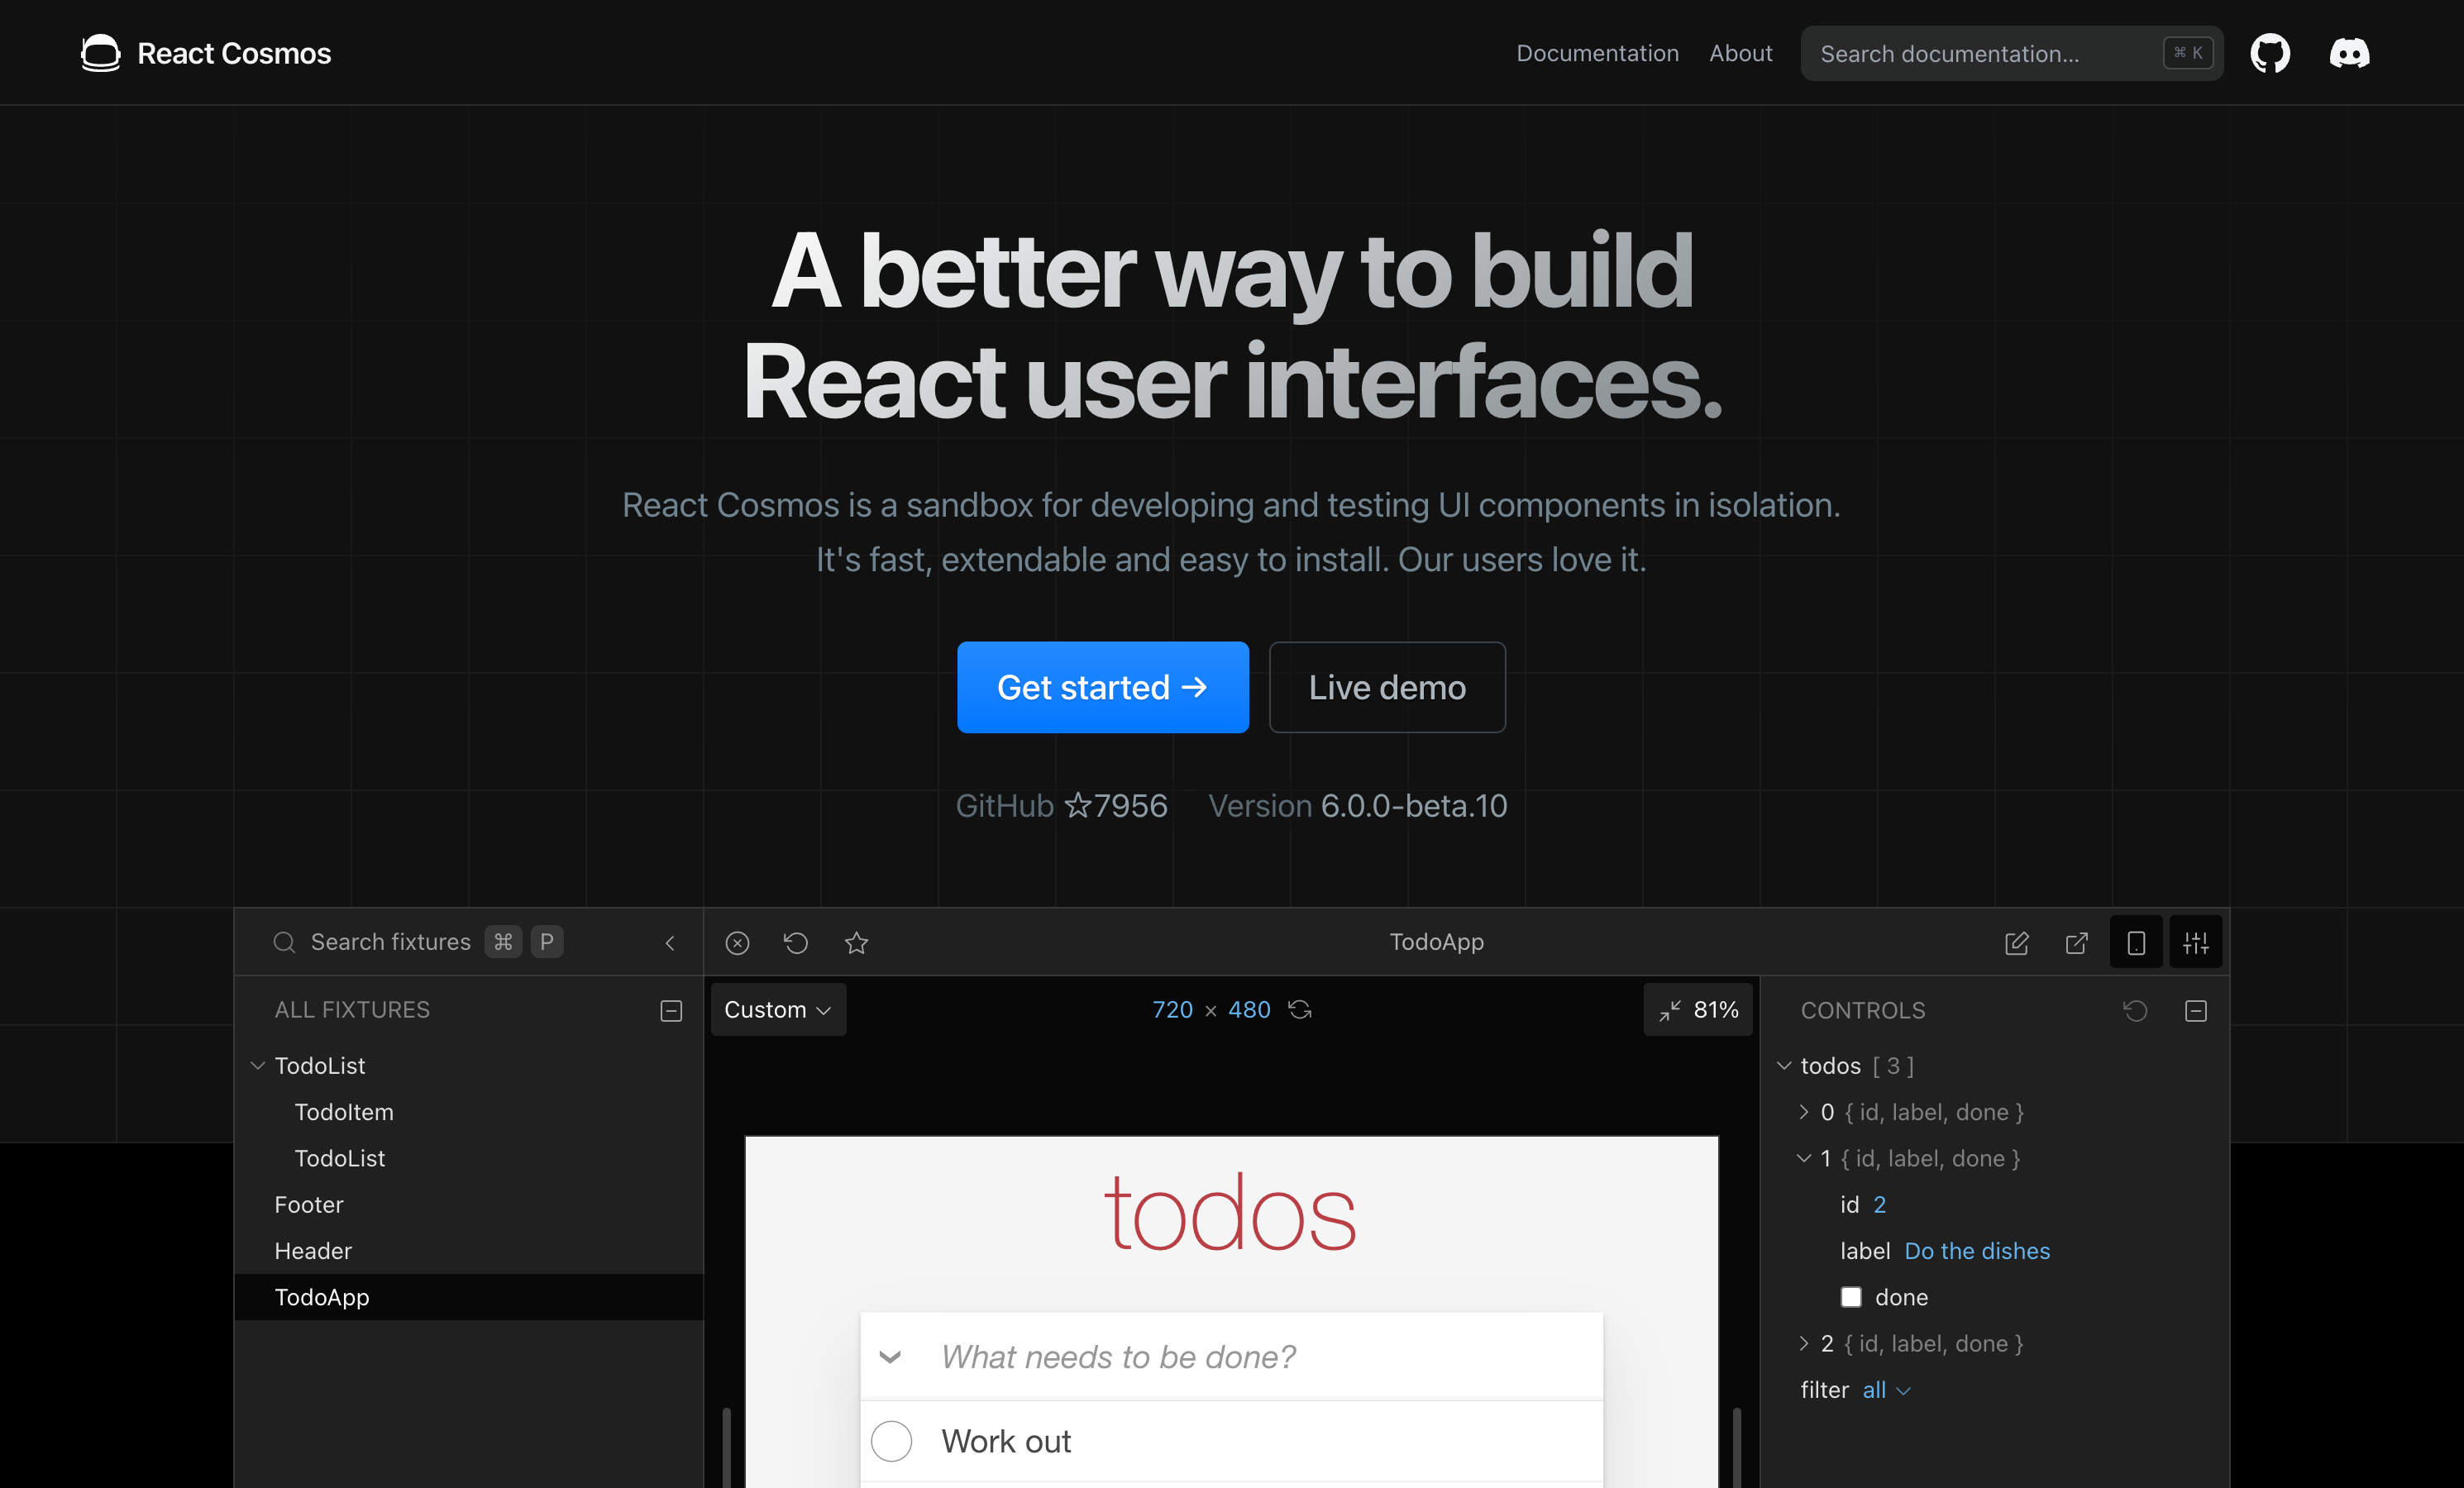 React Cosmos
Documentation
About
Search documentation...
⌘ K
A better way to build
React user interfaces.
React Cosmos is a sandbox for developing and testing UI components in isolation.
It's fast, extendable and easy to install. Our users love it.
Get started →
Live demo
GitHub ☆7956
Version 6.0.0-beta.10
Search fixtures ⌘ P
TodoApp
ALL FIXTURES
TodoList
TodoItem
TodoList
Footer
Header
TodoApp
Custom
720 × 480
81%
todos
What needs to be done?
Work out
CONTROLS
todos [ 3 ]
0 { id, label, done }
1 { id, label, done }
id 2
label Do the dishes
done
2 { id, label, done }
filter all